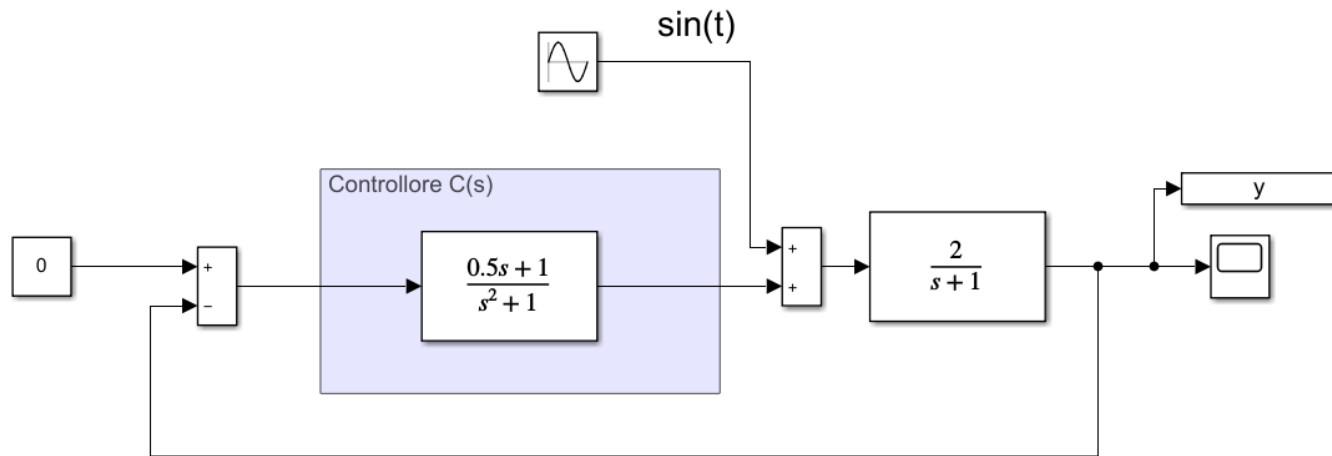 sin(t)
Controllore C(s)
0
+
−
0.5s + 1
s² + 1
+
+
2
s + 1
y